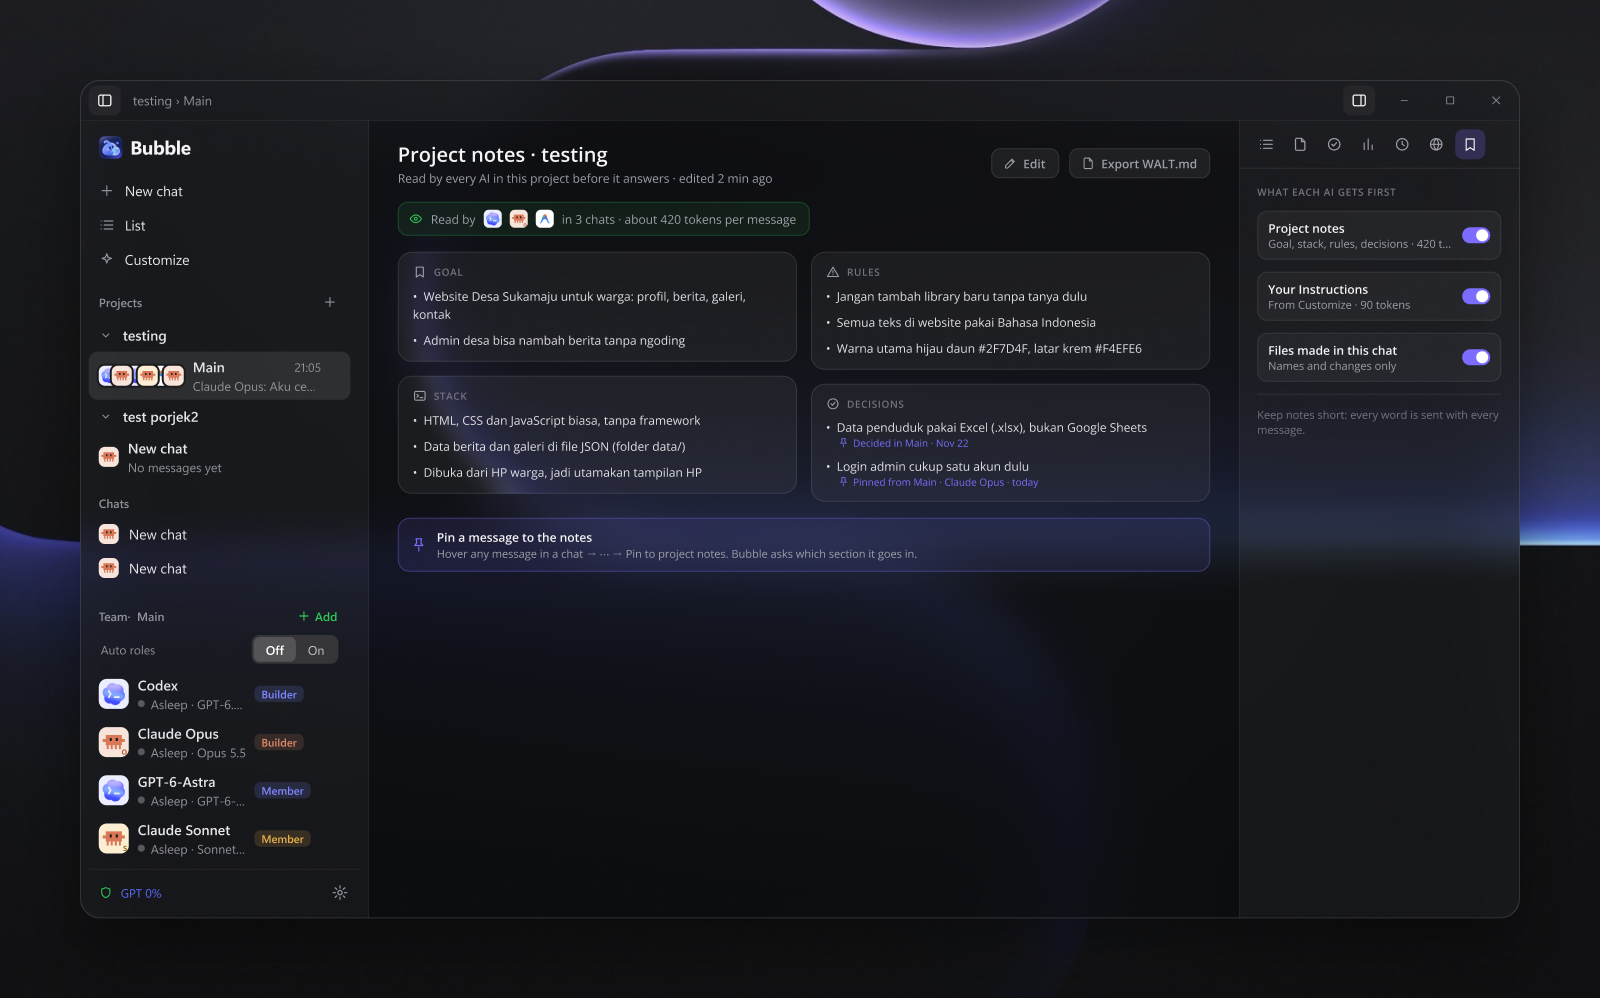 testing › Main
Bubble
New chat
List
Customize
Projects
testing
Main 21:05
Claude Opus: Aku ce...
test porjek2
New chat
No messages yet
Chats
New chat
New chat
Team· Main + Add
Auto roles Off On
Codex
Asleep · GPT-6.... Builder
Claude Opus
Asleep · Opus 5.5 Builder
GPT-6-Astra
Asleep · GPT-6-... Member
Claude Sonnet
Asleep · Sonnet... Member
GPT 0%
Project notes · testing
Read by every AI in this project before it answers · edited 2 min ago
Edit
Export WALT.md
Read by in 3 chats · about 420 tokens per message
GOAL
• Website Desa Sukamaju untuk warga: profil, berita, galeri,
kontak
• Admin desa bisa nambah berita tanpa ngoding
STACK
• HTML, CSS dan JavaScript biasa, tanpa framework
• Data berita dan galeri di file JSON (folder data/)
• Dibuka dari HP warga, jadi utamakan tampilan HP
RULES
• Jangan tambah library baru tanpa tanya dulu
• Semua teks di website pakai Bahasa Indonesia
• Warna utama hijau daun #2F7D4F, latar krem #F4EFE6
DECISIONS
• Data penduduk pakai Excel (.xlsx), bukan Google Sheets
Decided in Main · Nov 22
• Login admin cukup satu akun dulu
Pinned from Main · Claude Opus · today
Pin a message to the notes
Hover any message in a chat → ··· → Pin to project notes. Bubble asks which section it goes in.
WHAT EACH AI GETS FIRST
Project notes
Goal, stack, rules, decisions · 420 t...
Your Instructions
From Customize · 90 tokens
Files made in this chat
Names and changes only
Keep notes short: every word is sent with every
message.